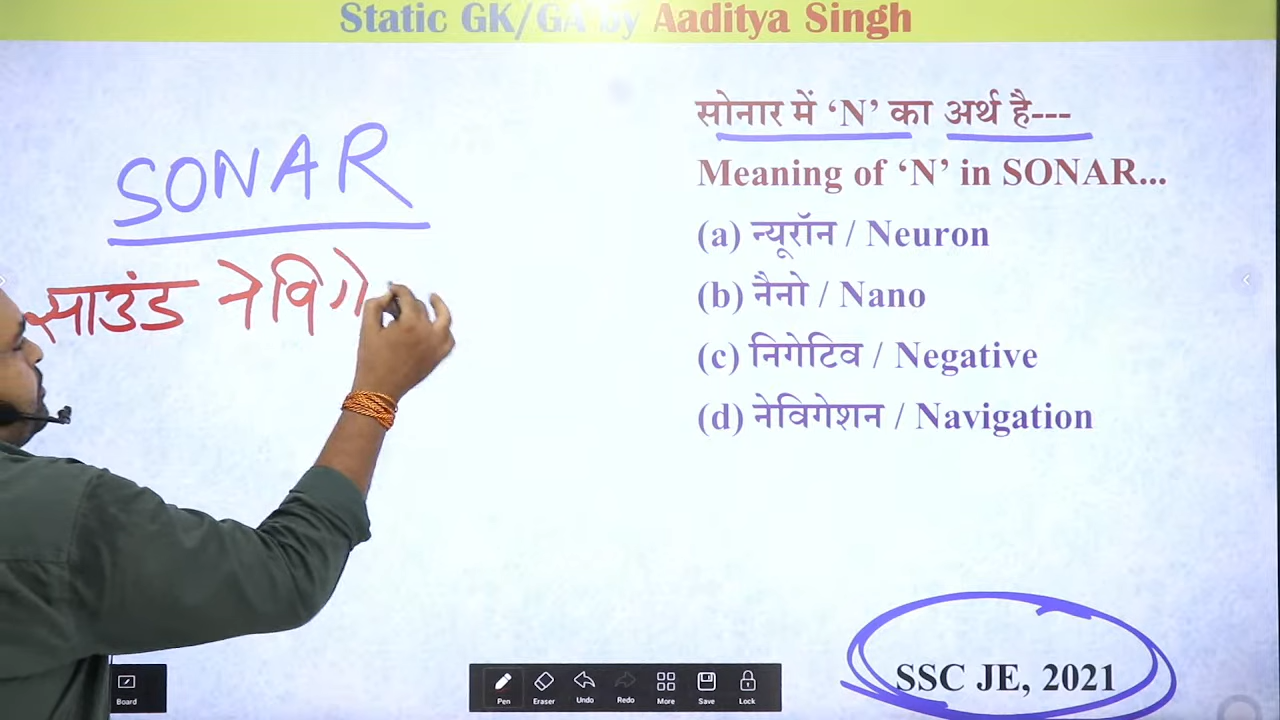 Static GK/GA by Aaditya Singh
SONAR
साउंड नेविगे
सोनार में ‘N’ का अर्थ है---
Meaning of ‘N’ in SONAR...
(a) न्यूरॉन / Neuron
(b) नैनो / Nano
(c) निगेटिव / Negative
(d) नेविगेशन / Navigation
SSC JE, 2021
Board
Pen Eraser Undo Redo More Save Lock